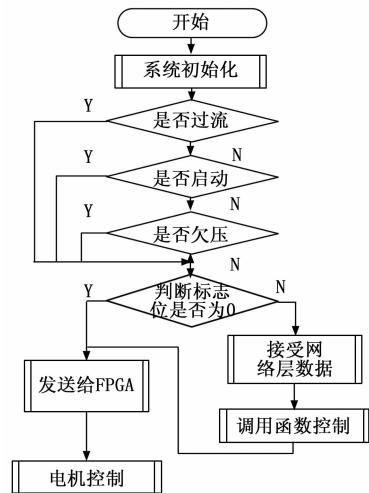 开始
系统初始化
Y
是否过流
Y
N
是否启动
Y
N
是否欠压
N
Y
判断标志
位是否为0
N
接受网
络层数据
发送给FPGA
调用函数控制
电机控制